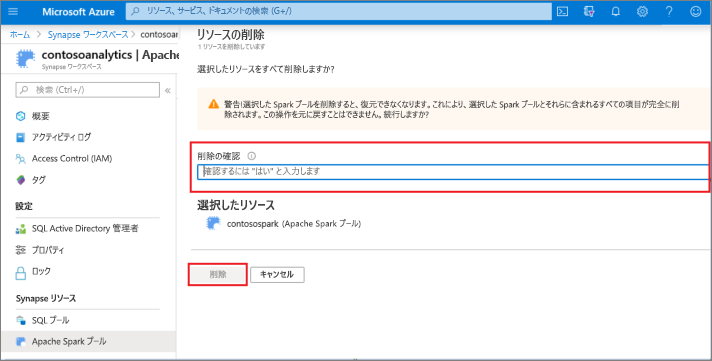 Microsoft Azure
リソース、サービス、ドキュメントの検索 (G+/)
ホーム > Synapse ワークスペース > contosoan
contosoanalytics | Apache
Synapse ワークスペース
検索 (Ctrl+/)
概要
アクティビティ ログ
Access Control (IAM)
タグ
設定
SQL Active Directory 管理者
プロパティ
ロック
Synapse リソース
SQL プール
Apache Spark プール
リソースの削除
1 リソースを削除しています
選択したリソースをすべて削除しますか?
警告!選択した Spark プールを削除すると、復元できなくなります。これにより、選択した Spark プールとそれらに含まれるすべての項目が完全に削
除されます。この操作を元に戻すことはできません。続行しますか?
削除の確認
確認するには "はい" と入力します
選択したリソース
contosospark (Apache Spark プール)
削除
キャンセル